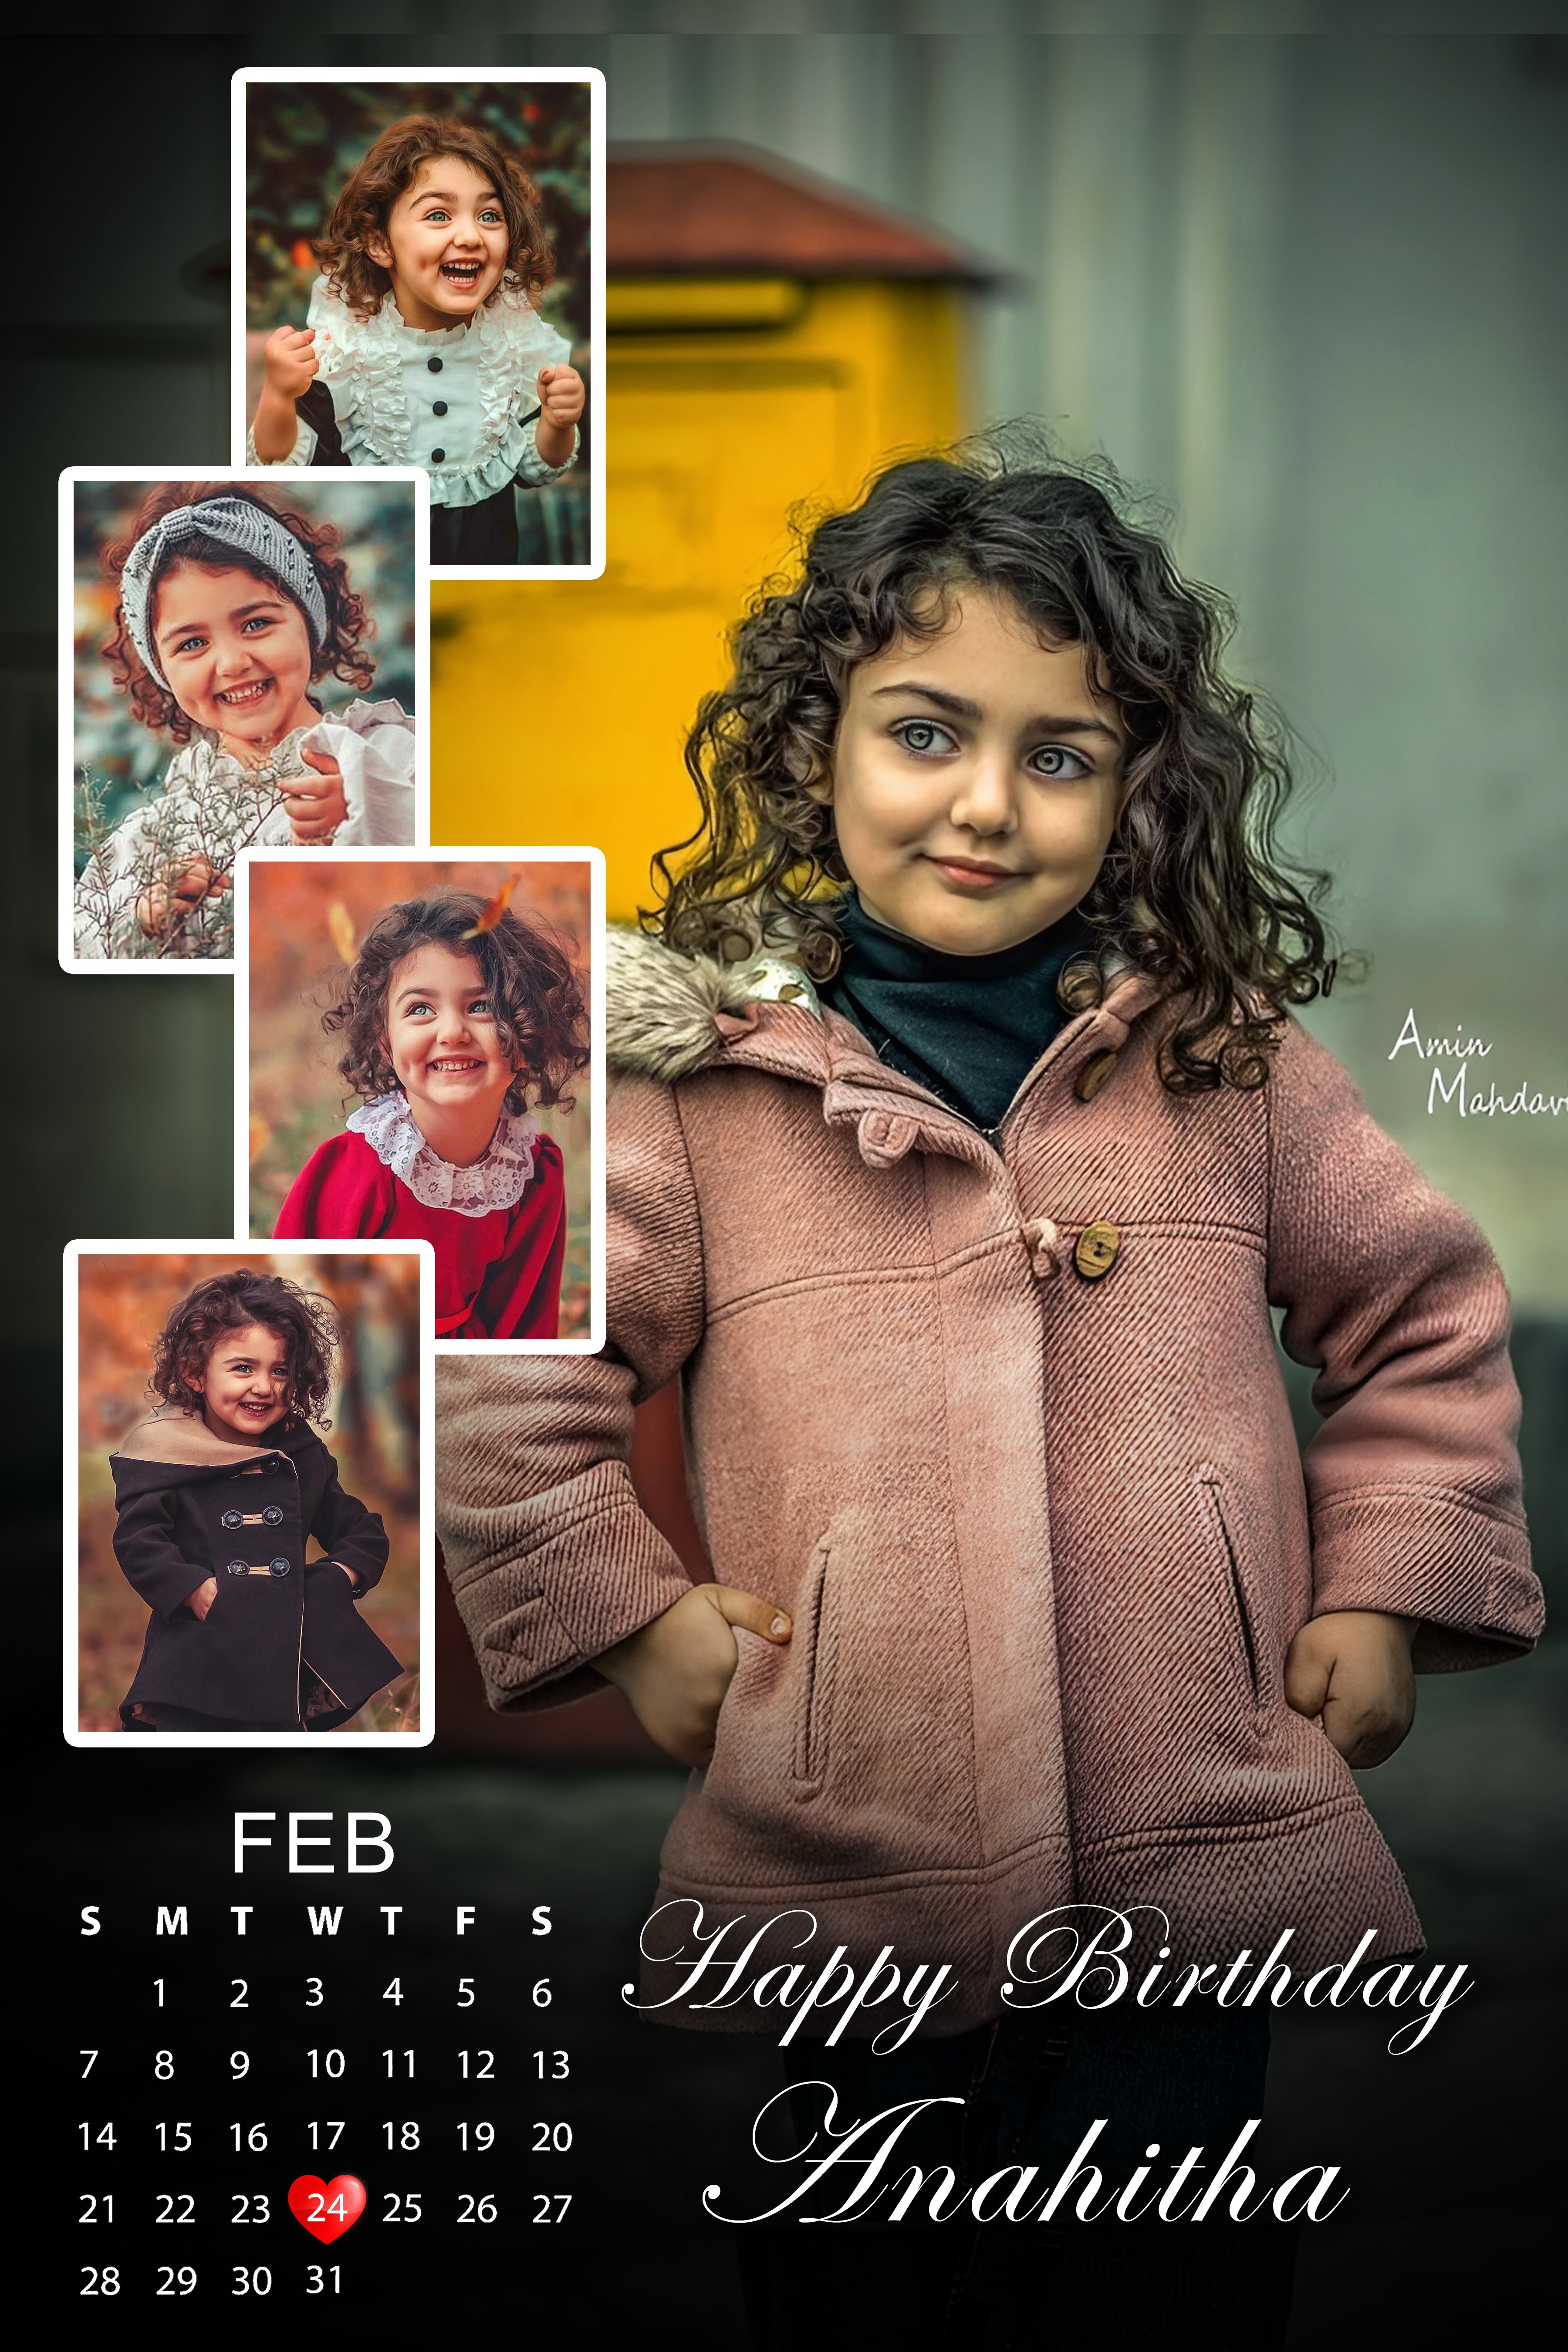 Amin
Mahdav
FEB
S M T W T F S
1 2 3 4 5 6
7 8 9 10 11 12 13
14 15 16 17 18 19 20
21 22 23 24 25 26 27
28 29 30 31
Happy Birthday
Anahitha